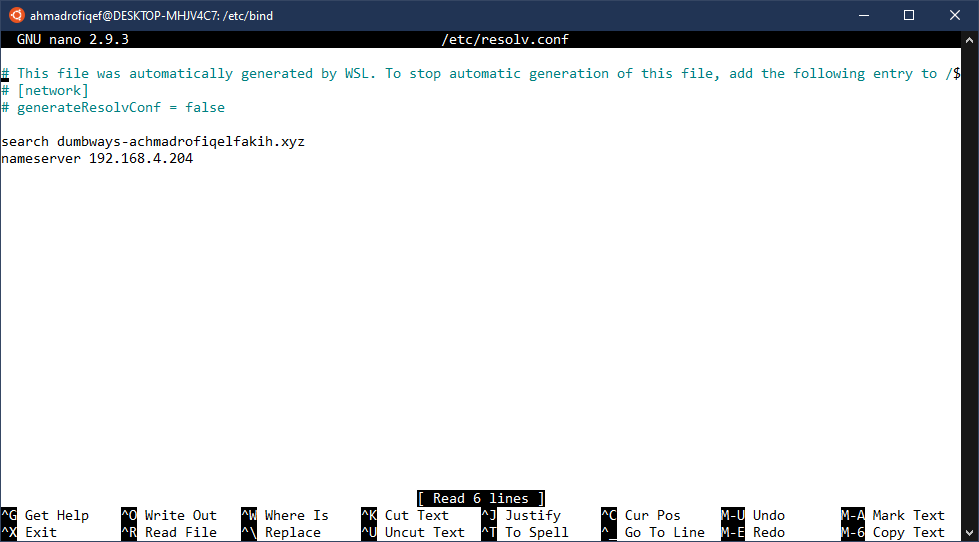 ahmadrofiqef@DESKTOP-MHJV4C7: /etc/bind
GNU nano 2.9.3 /etc/resolv.conf
# This file was automatically generated by WSL. To stop automatic generation of this file, add the following entry to /$
# [network]
# generateResolvConf = false
search dumbways-achmadrofiqelfakih.xyz
nameserver 192.168.4.204
[ Read 6 lines ]
^G Get Help ^O Write Out ^W Where Is ^K Cut Text ^J Justify ^C Cur Pos M-U Undo M-A Mark Text
^X Exit ^R Read File ^\ Replace ^U Uncut Text ^T To Spell ^_ Go To Line M-E Redo M-6 Copy Text